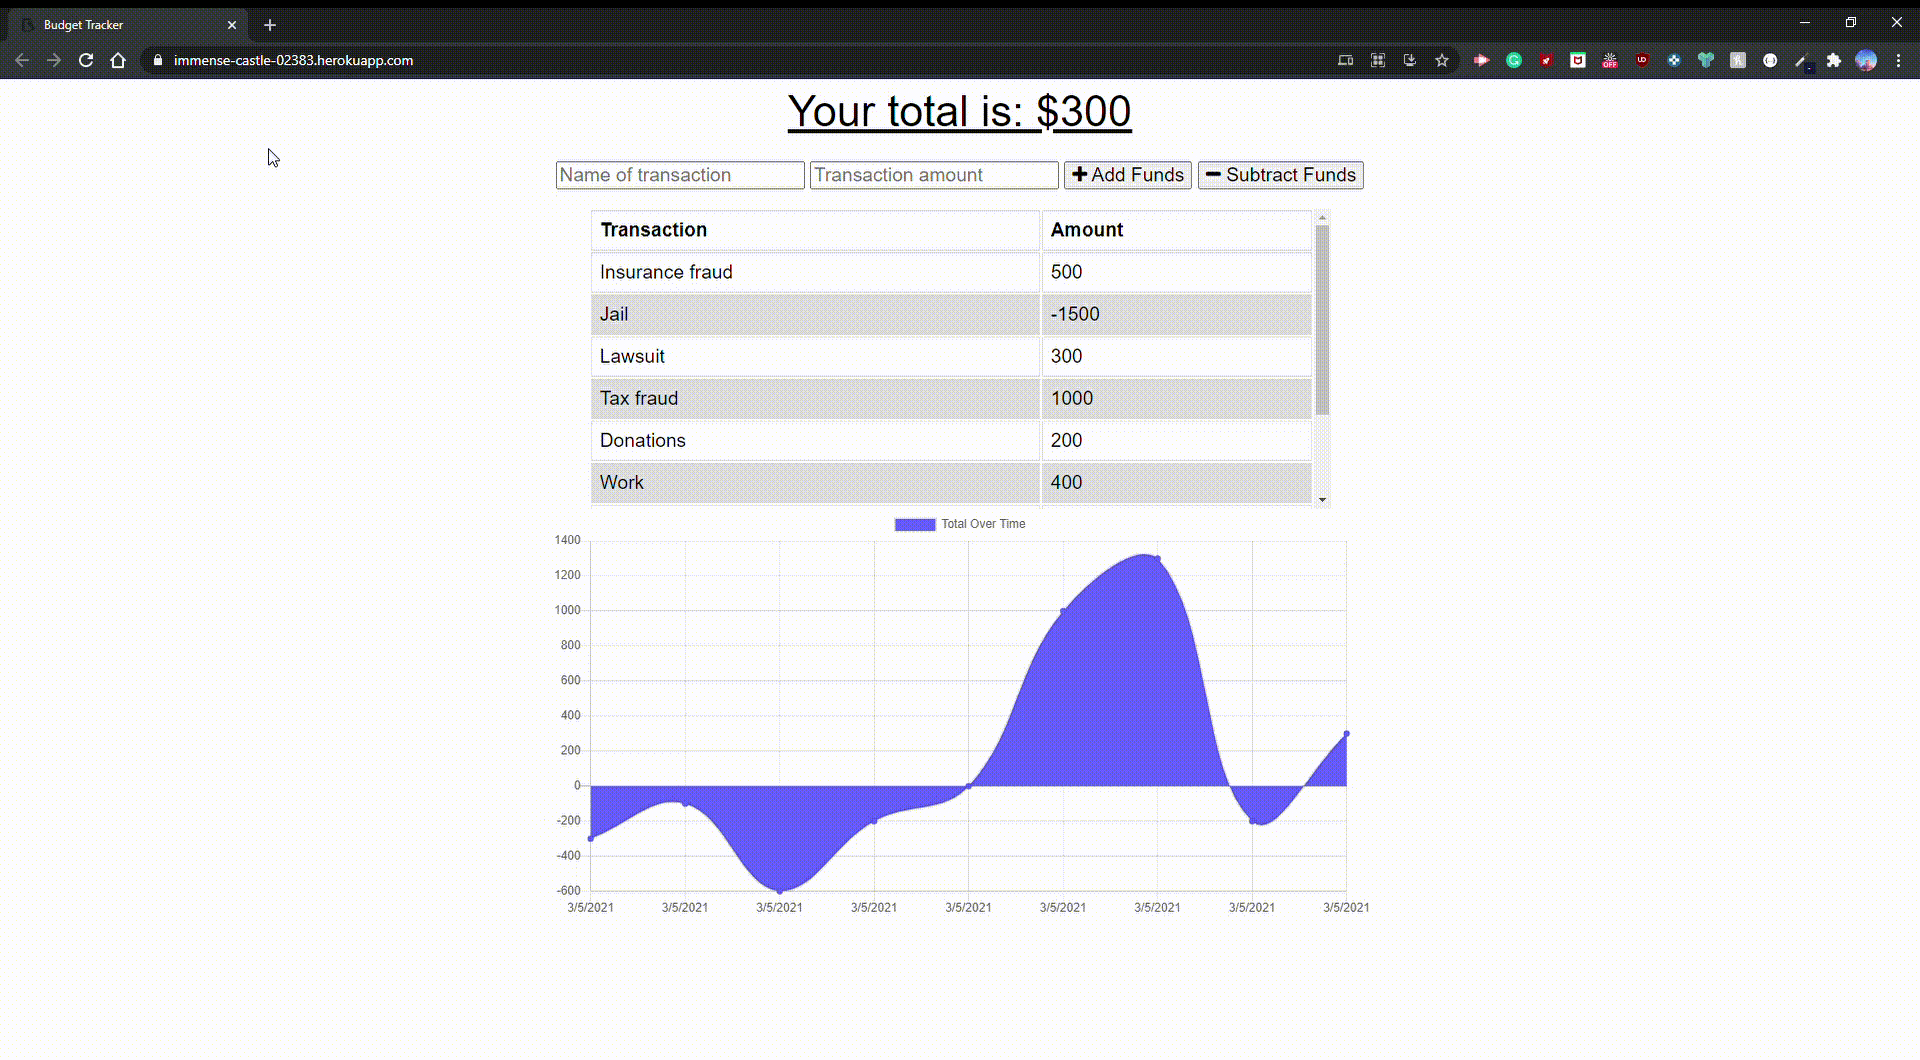 Budget Tracker
immense-castle-02383.herokuapp.com
OFF
UD
Your total is: $300
Name of transaction Transaction amount Add Funds Subtract Funds
Transaction Amount
Insurance fraud 500
Jail -1500
Lawsuit 300
Tax fraud 1000
Donations 200
Work 400
Total Over Time
1400
1200
1000
800
600
400
200
0
-200
-400
-600
3/5/2021 3/5/2021 3/5/2021 3/5/2021 3/5/2021 3/5/2021 3/5/2021 3/5/2021 3/5/2021